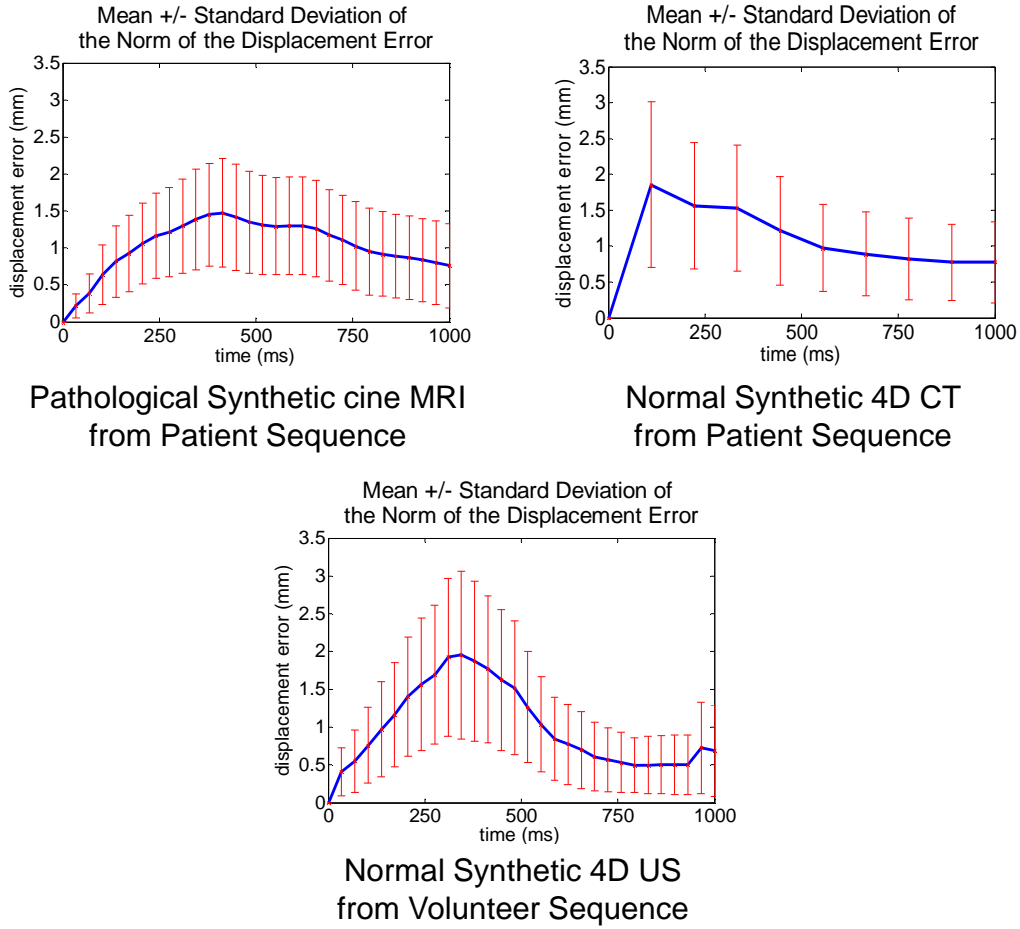 Mean +/- Standard Deviation of
the Norm of the Displacement Error
3.5
3
2.5
2
1.5
1
0.5
0
displacement error (mm)
0
250
500
750
1000
time (ms)
Pathological Synthetic cine MRI
from Patient Sequence
Mean +/- Standard Deviation of
the Norm of the Displacement Error
3.5
3
2.5
2
1.5
1
0.5
0
displacement error (mm)
0
250
500
750
1000
time (ms)
Normal Synthetic 4D CT
from Patient Sequence
Mean +/- Standard Deviation of
the Norm of the Displacement Error
3.5
3
2.5
2
1.5
1
0.5
0
displacement error (mm)
0
250
500
750
1000
time (ms)
Normal Synthetic 4D US
from Volunteer Sequence